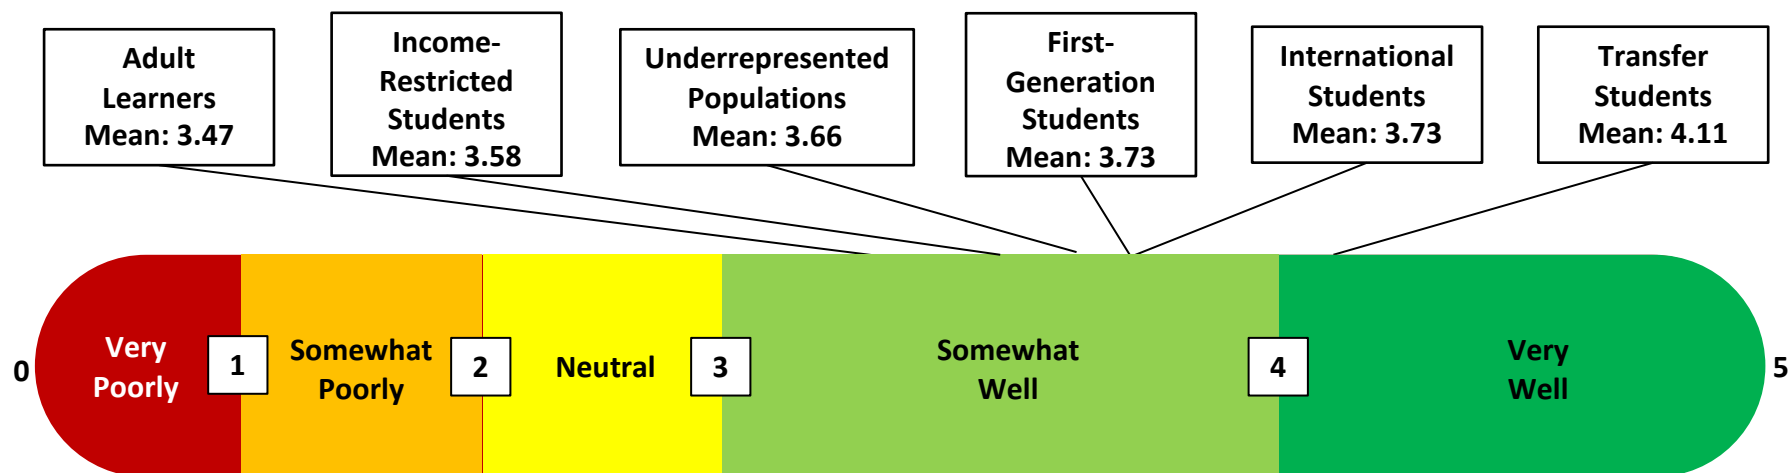 Adult
Learners
Mean: 3.47
Income-
Restricted
Students
Mean: 3.58
Underrepresented
Populations
Mean: 3.66
First-
Generation
Students
Mean: 3.73
International
Students
Mean: 3.73
Transfer
Students
Mean: 4.11
0
Very
Poorly
1
Somewhat
Poorly
2
Neutral
3
Somewhat
Well
4
Very
Well
5